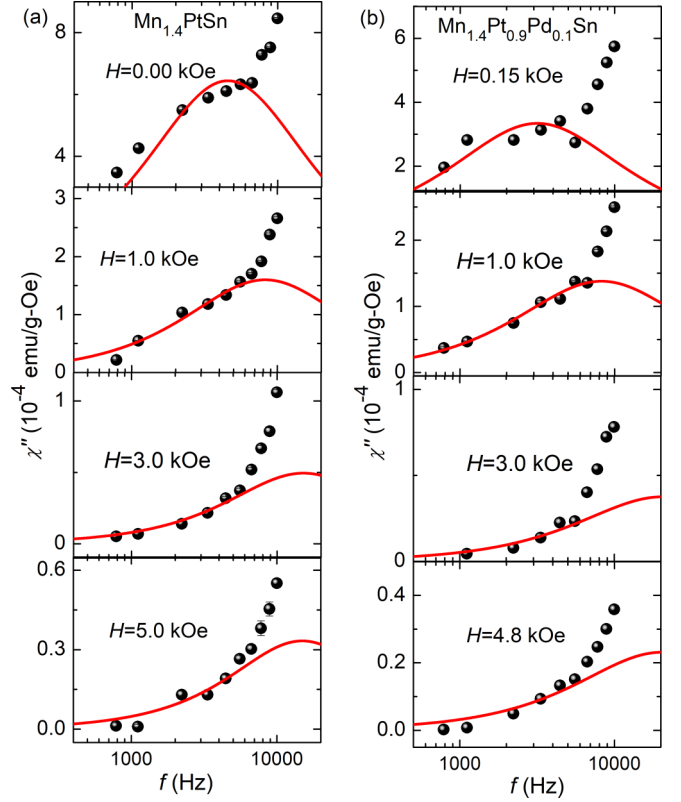 (a)
Mn1.4PtSn
8
H=0.00 kOe
4
3
H=1.0 kOe
2
1
0
H=3.0 kOe
1
0
H=5.0 kOe
0.6
0.3
0.0
1000 10000
f (Hz)
χ″ (10-4 emu/g-Oe)
(b)
Mn1.4Pt0.9Pd0.1Sn
6
H=0.15 kOe
4
2
H=1.0 kOe
2
1
0
1
H=3.0 kOe
0
0.4
H=4.8 kOe
0.2
0.0
1000 10000
f (Hz)
χ″ (10-4 emu/g-Oe)